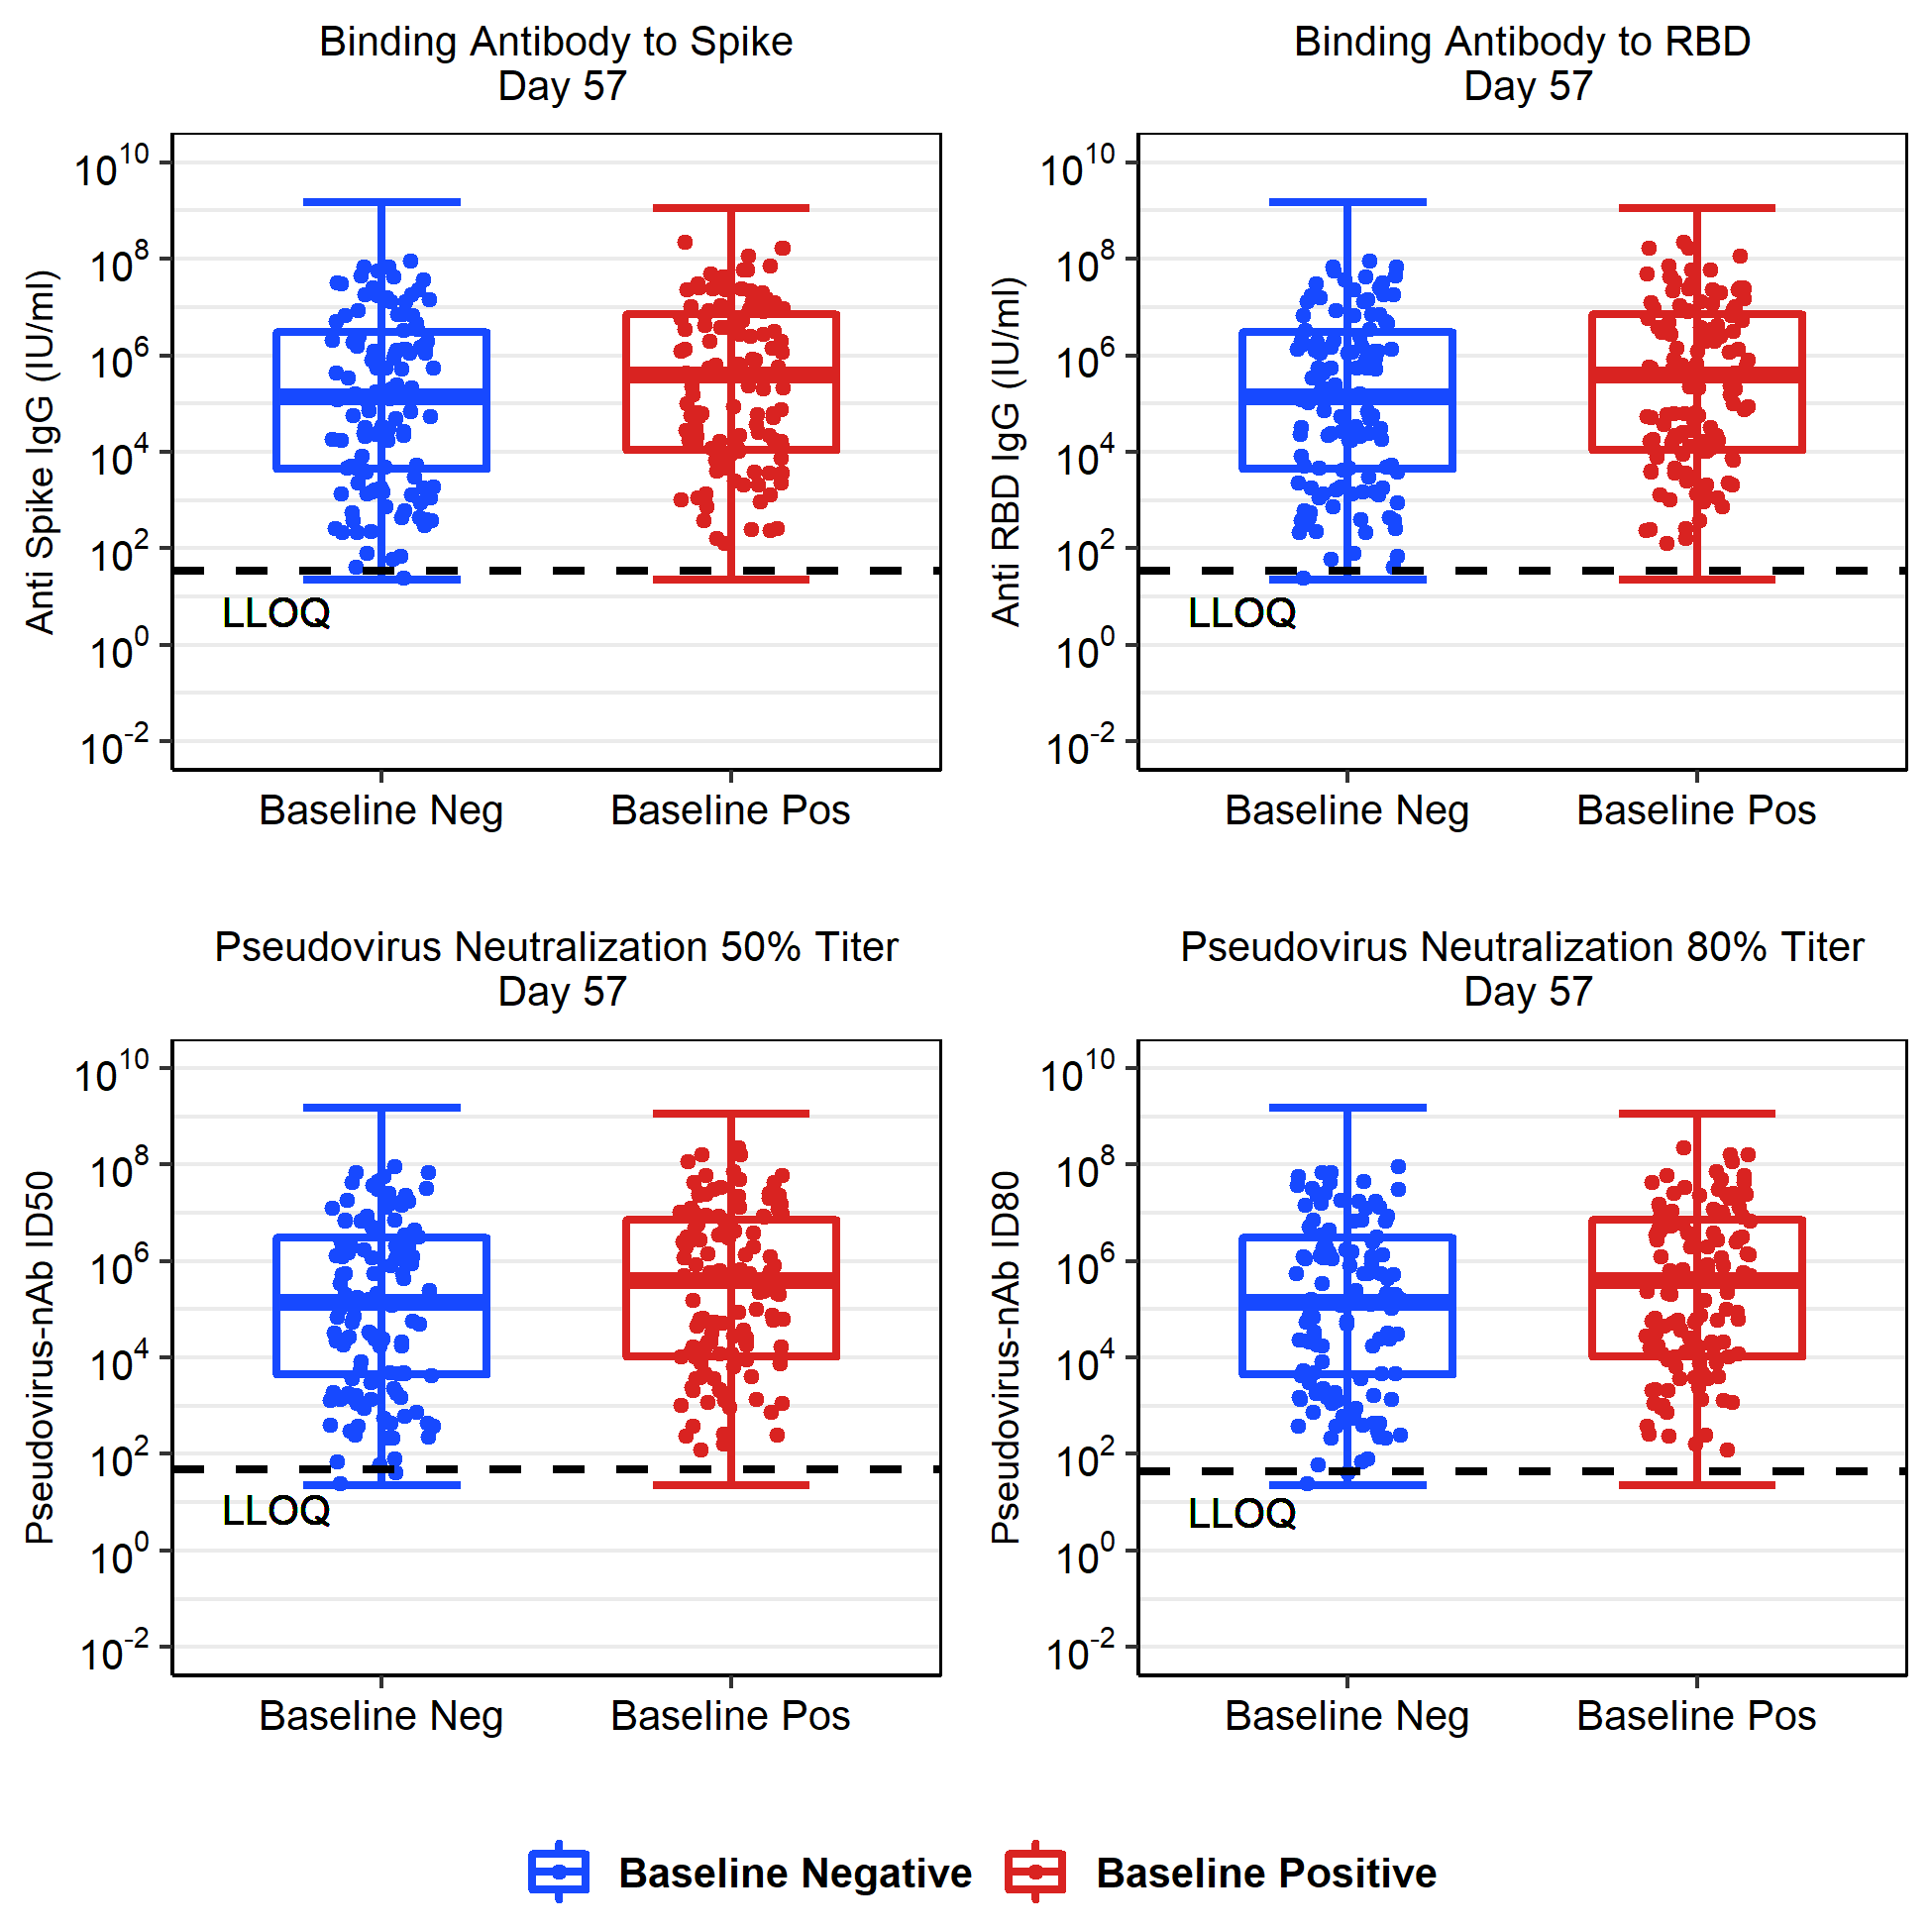 Binding Antibody to Spike
Day 57
Anti Spike IgG (IU/ml)
10^10
10^8
10^6
10^4
10^2
10^0
10^-2
LLOQ
Baseline Neg Baseline Pos
Binding Antibody to RBD
Day 57
Anti RBD IgG (IU/ml)
10^10
10^8
10^6
10^4
10^2
10^0
10^-2
LLOQ
Baseline Neg Baseline Pos
Pseudovirus Neutralization 50% Titer
Day 57
Pseudovirus-nAb ID50
10^10
10^8
10^6
10^4
10^2
10^0
10^-2
LLOQ
Baseline Neg Baseline Pos
Pseudovirus Neutralization 80% Titer
Day 57
Pseudovirus-nAb ID80
10^10
10^8
10^6
10^4
10^2
10^0
10^-2
LLOQ
Baseline Neg Baseline Pos
Baseline Negative Baseline Positive